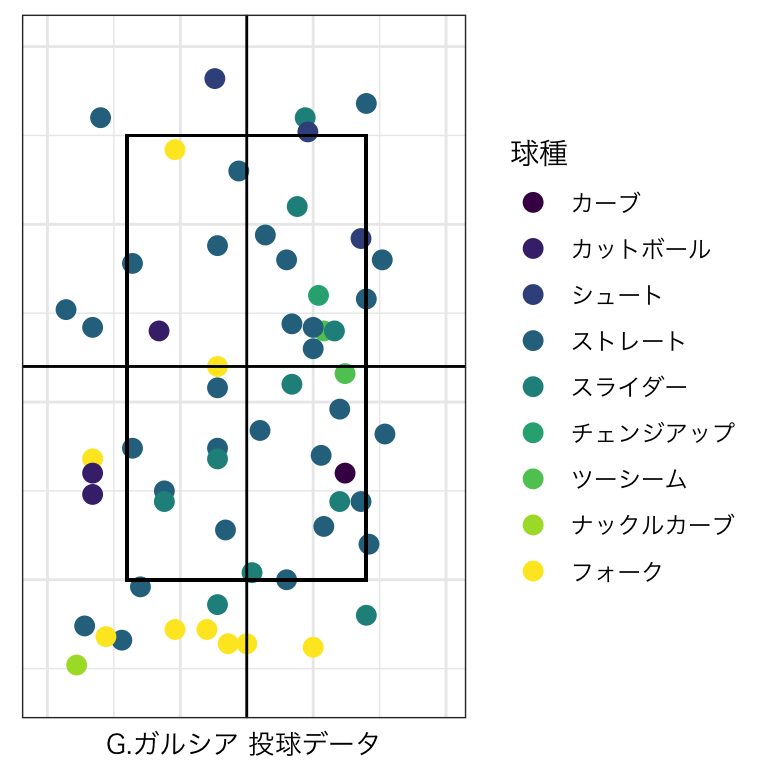 球種
カーブ
カットボール
シュート
ストレート
スライダー
チェンジアップ
ツーシーム
ナックルカーブ
フォーク
G.ガルシア 投球データ